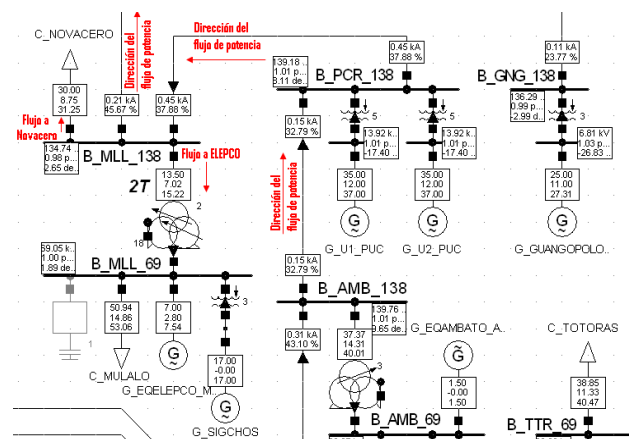 C_NOVACERO
Dirección del
flujo de potencia
Dirección del
flujo de potencia
30.00
8.75
31.25
0.21 kA
45.67 %
0.45 kA
37.88 %
0.45 kA
37.88 %
0.11 kA
23.77 %
139.18 ..
1.01 p...
8.11 de...
B_PCR_138
B_GNG_138
136.29 ..
0.99 p...
-2.99 d...
Flujo a
Novacero
0.15 kA
32.79 %
5
5
3
134.74 ..
0.98 p...
2.65 de..
B_MLL_138
Flujo a ELEPCO
13.92 k..
1.01 p...
-17.40 ..
13.92 k..
1.01 p...
-17.40 ..
6.81 kV
1.03 p...
-26.83 ..
2T
13.50
7.02
15.22
Dirección del
flujo de potencia
35.00
12.00
37.00
35.00
12.00
37.00
25.00
11.00
27.31
2
18
G~
G~
G~
G_U1_PUC
G_U2_PUC
G_GUANGOPOLO..
69.05 k..
1.00 p...
1.89 de..
B_MLL_69
0.15 kA
32.79 %
B_AMB_138
3
139.76 ..
1.01 p...
9.65 de..
G_EQAMBATO_A..
C_TOTORAS
1
50.94
14.86
53.06
7.00
2.80
7.54
0.31 kA
43.10 %
37.37
14.31
40.01
G~
C_MULALO
G~
G_EQELEPCO_M..
17.00
-0.00
17.00
3
1.50
-0.00
1.50
38.85
11.33
40.47
G~
G_SIGCHOS
B_AMB_69
B_TTR_69